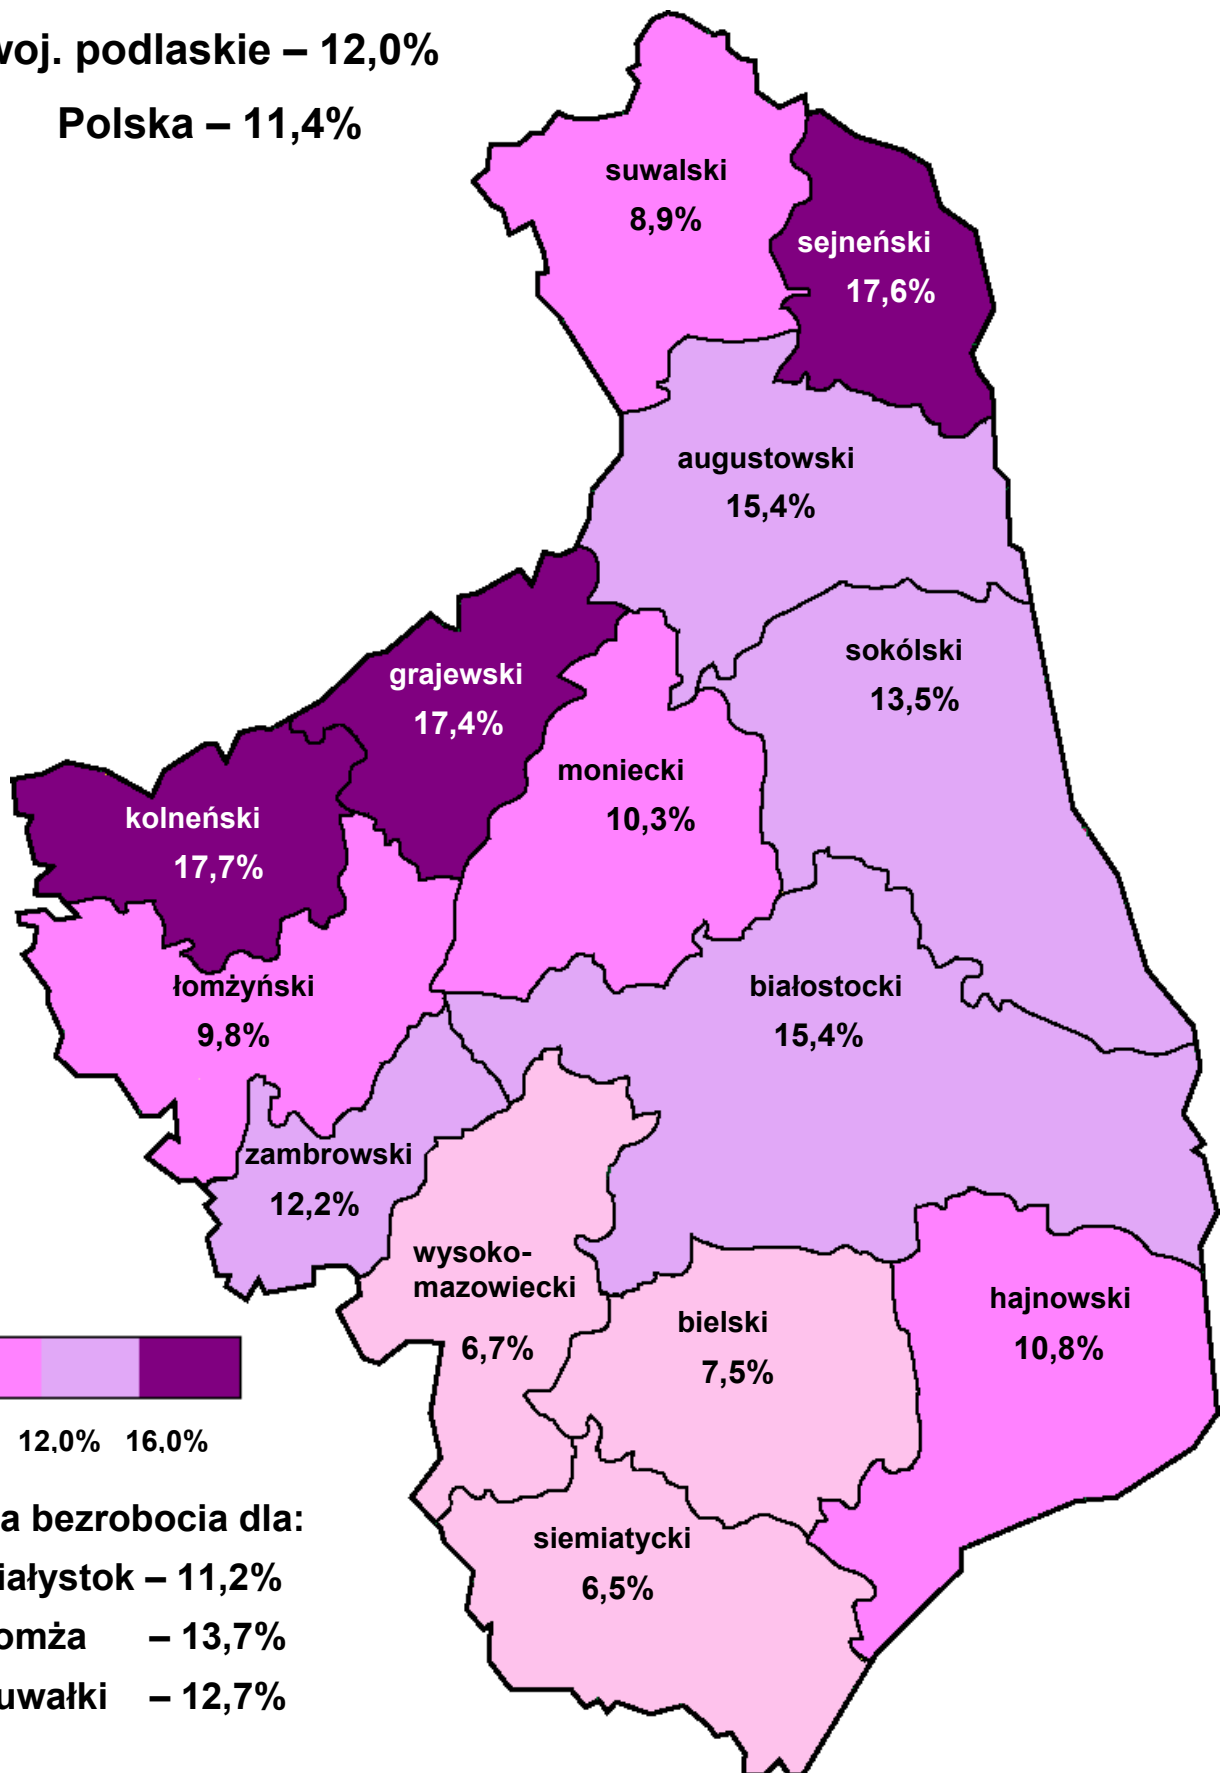 woj. podlaskie – 12,0%
Polska – 11,4%
suwalski
8,9%
sejneński
17,6%
augustowski
15,4%
sokólski
13,5%
grajewski
17,4%
moniecki
10,3%
kolneński
17,7%
łomżyński
9,8%
białostocki
15,4%
zambrowski
12,2%
wysoko-
mazowiecki
6,7%
bielski
7,5%
hajnowski
10,8%
12,0% 16,0%
siemiatycki
6,5%
a bezrobocia dla:
iałystok – 11,2%
omża – 13,7%
uwałki – 12,7%